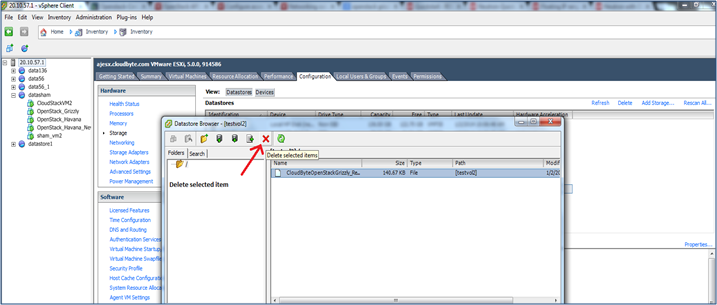 20.10.57.1 - vSphere Client
File Edit View Inventory Administration Plug-ins Help
Home Inventory Inventory
20.10.57.1
data136
data56
data56_1
datasham
CloudStackVM2
OpenStack_Grizzly
OpenStack_Havana
OpenStack_Havana_New
sham_vm2
datastore1
ajesx.cloudbyte.com VMware ESXi, 5.0.0, 914586
Getting Started Summary Virtual Machines Resource Allocation Performance Configuration Local Users & Groups Events Permissions
Hardware
Health Status
Processors
Memory
Storage
Networking
Storage Adapters
Network Adapters
Advanced Settings
Power Management
Software
Licensed Features
Time Configuration
DNS and Routing
Authentication Services
Virtual Machine Startup
Virtual Machine Swapfile
Security Profile
Host Cache Configuration
System Resource Alloca
Agent VM Settings
View: Datastores Devices
Datastores Refresh Delete Add Storage... Rescan All...
Identification Device Drive Type Capacity Free Type Last Update Hardware Acceleration
Datastore Browser - [testvol2]
Folders Search
/
Delete selected item
Delete selected items
Name Size Type Path Modif
CloudByteOpenStackGrizzly_Re 140.67 KB File [testvol2] 1/2/20
Properties...